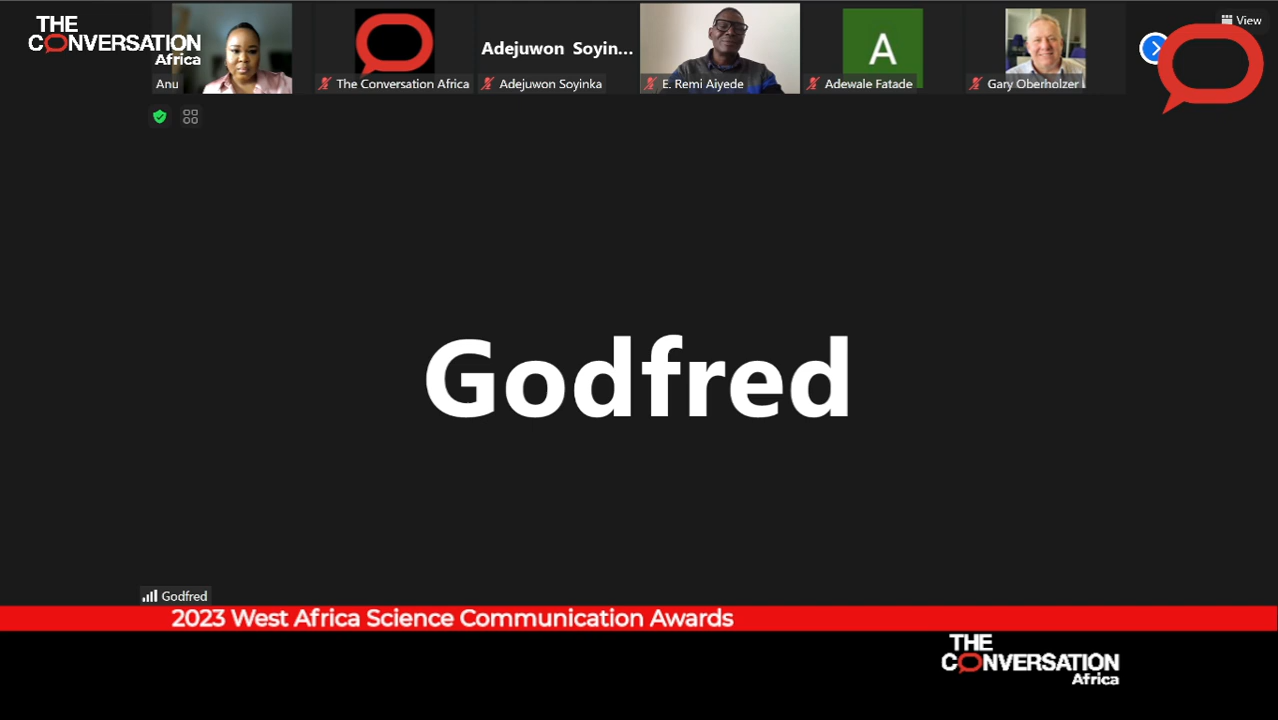 THE
CONVERSATION
Africa
Anu
The Conversation Africa
Adejuwon Soyin...
Adejuwon Soyinka
E. Remi Aiyede
A
Adewale Fatade
Gary Oberholzer
View
Godfred
Godfred
2023 West Africa Science Communication Awards
THE
CONVERSATION
Africa